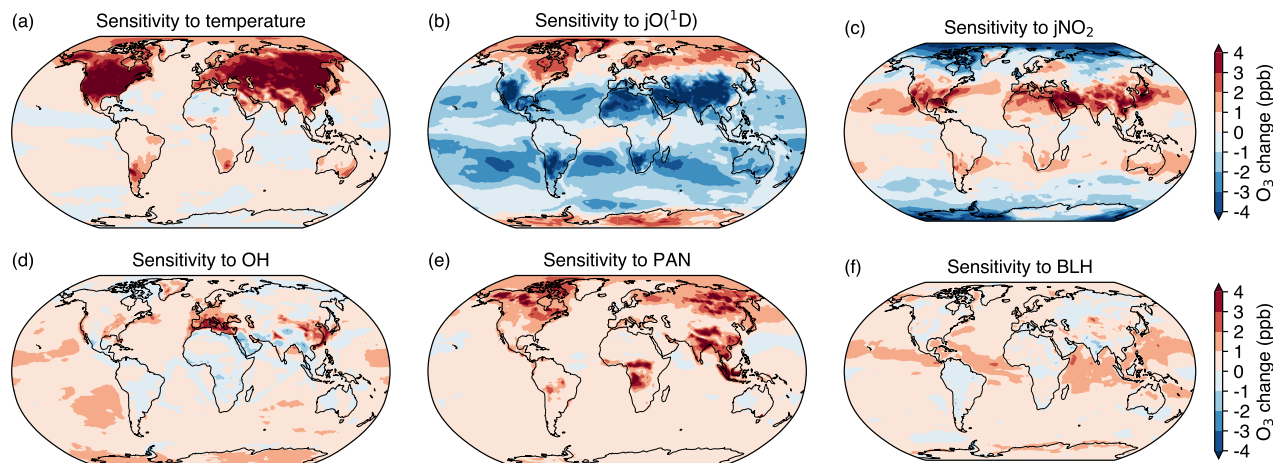 (a) Sensitivity to temperature
(b) Sensitivity to jO(¹D)
(c) Sensitivity to jNO₂
4
3
2
1
0
-1
-2
-3
-4
O₃ change (ppb)
(d) Sensitivity to OH
(e) Sensitivity to PAN
(f) Sensitivity to BLH
4
3
2
1
0
-1
-2
-3
-4
O₃ change (ppb)